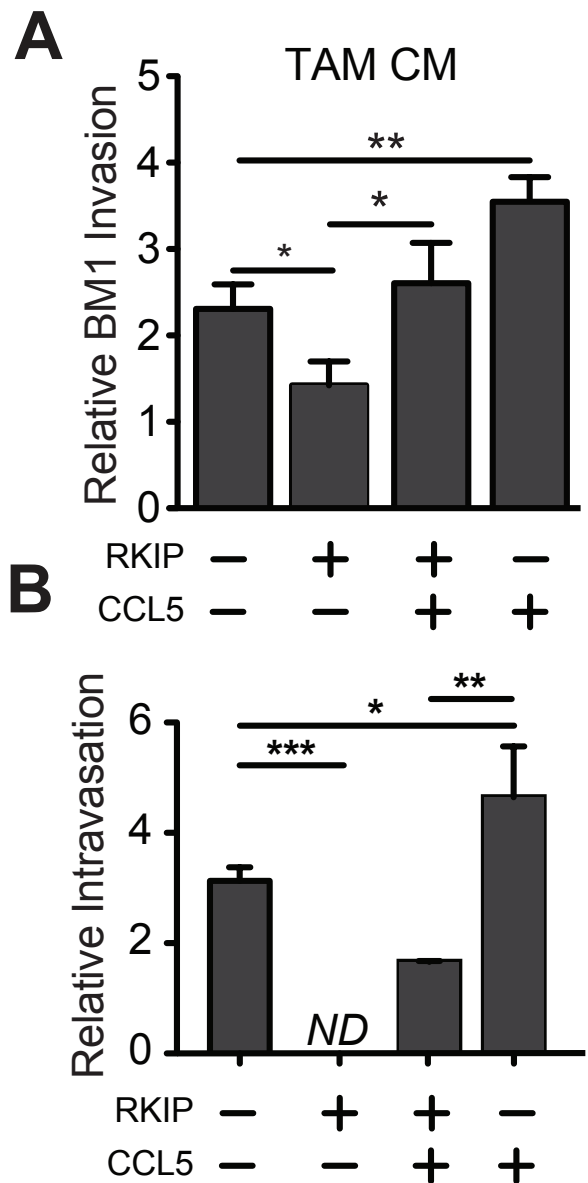 A
TAM CM
Relative BM1 Invasion
5
4
3
2
1
0
**
*
*
RKIP − + + −
CCL5 − − + +
B
Relative Intravasation
6
4
2
0
**
*
***
ND
RKIP − + + −
CCL5 − − + +